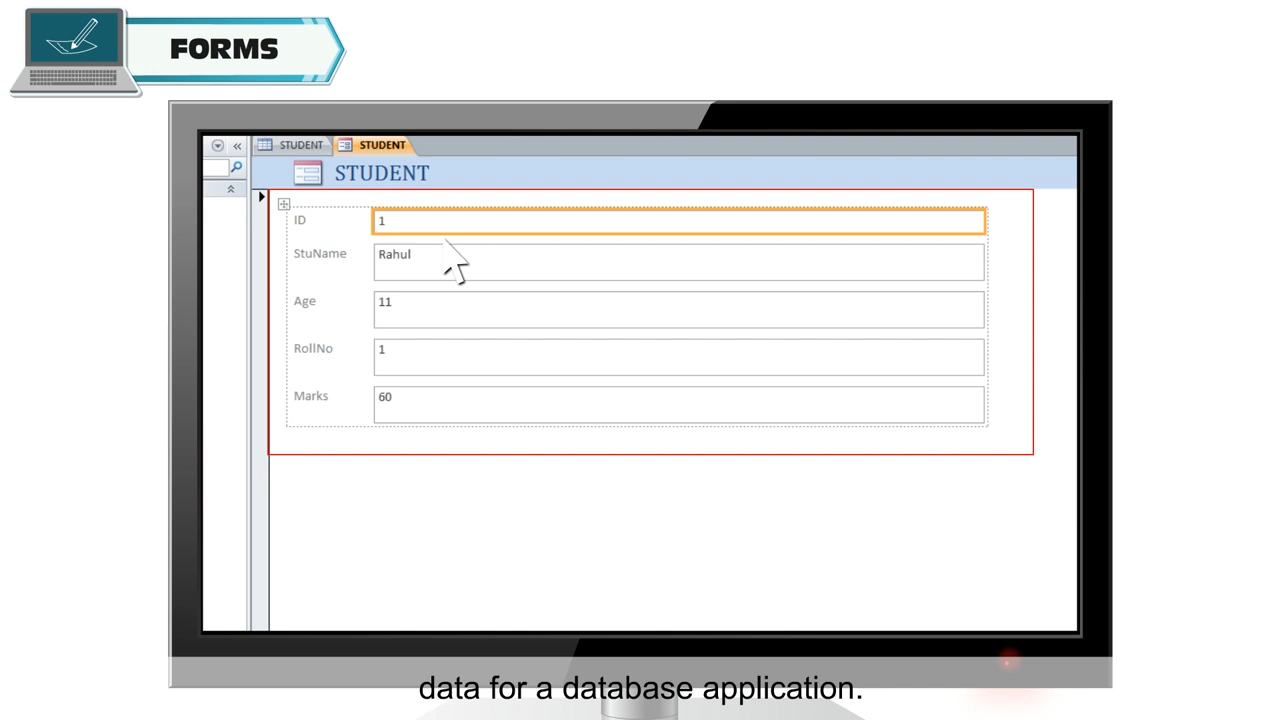 FORMS
STUDENT STUDENT
STUDENT
ID 1
StuName Rahul
Age 11
RollNo 1
Marks 60
data for a database application.